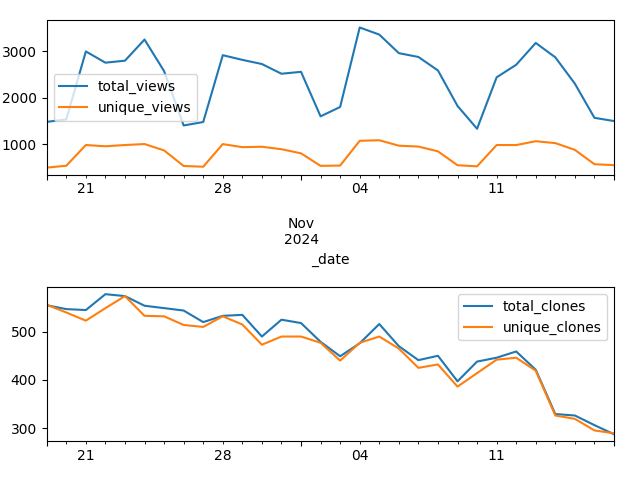 3000
2000
1000
total_views
unique_views
21
28
04
11
Nov
2024
_date
500
400
300
total_clones
unique_clones
21
28
04
11